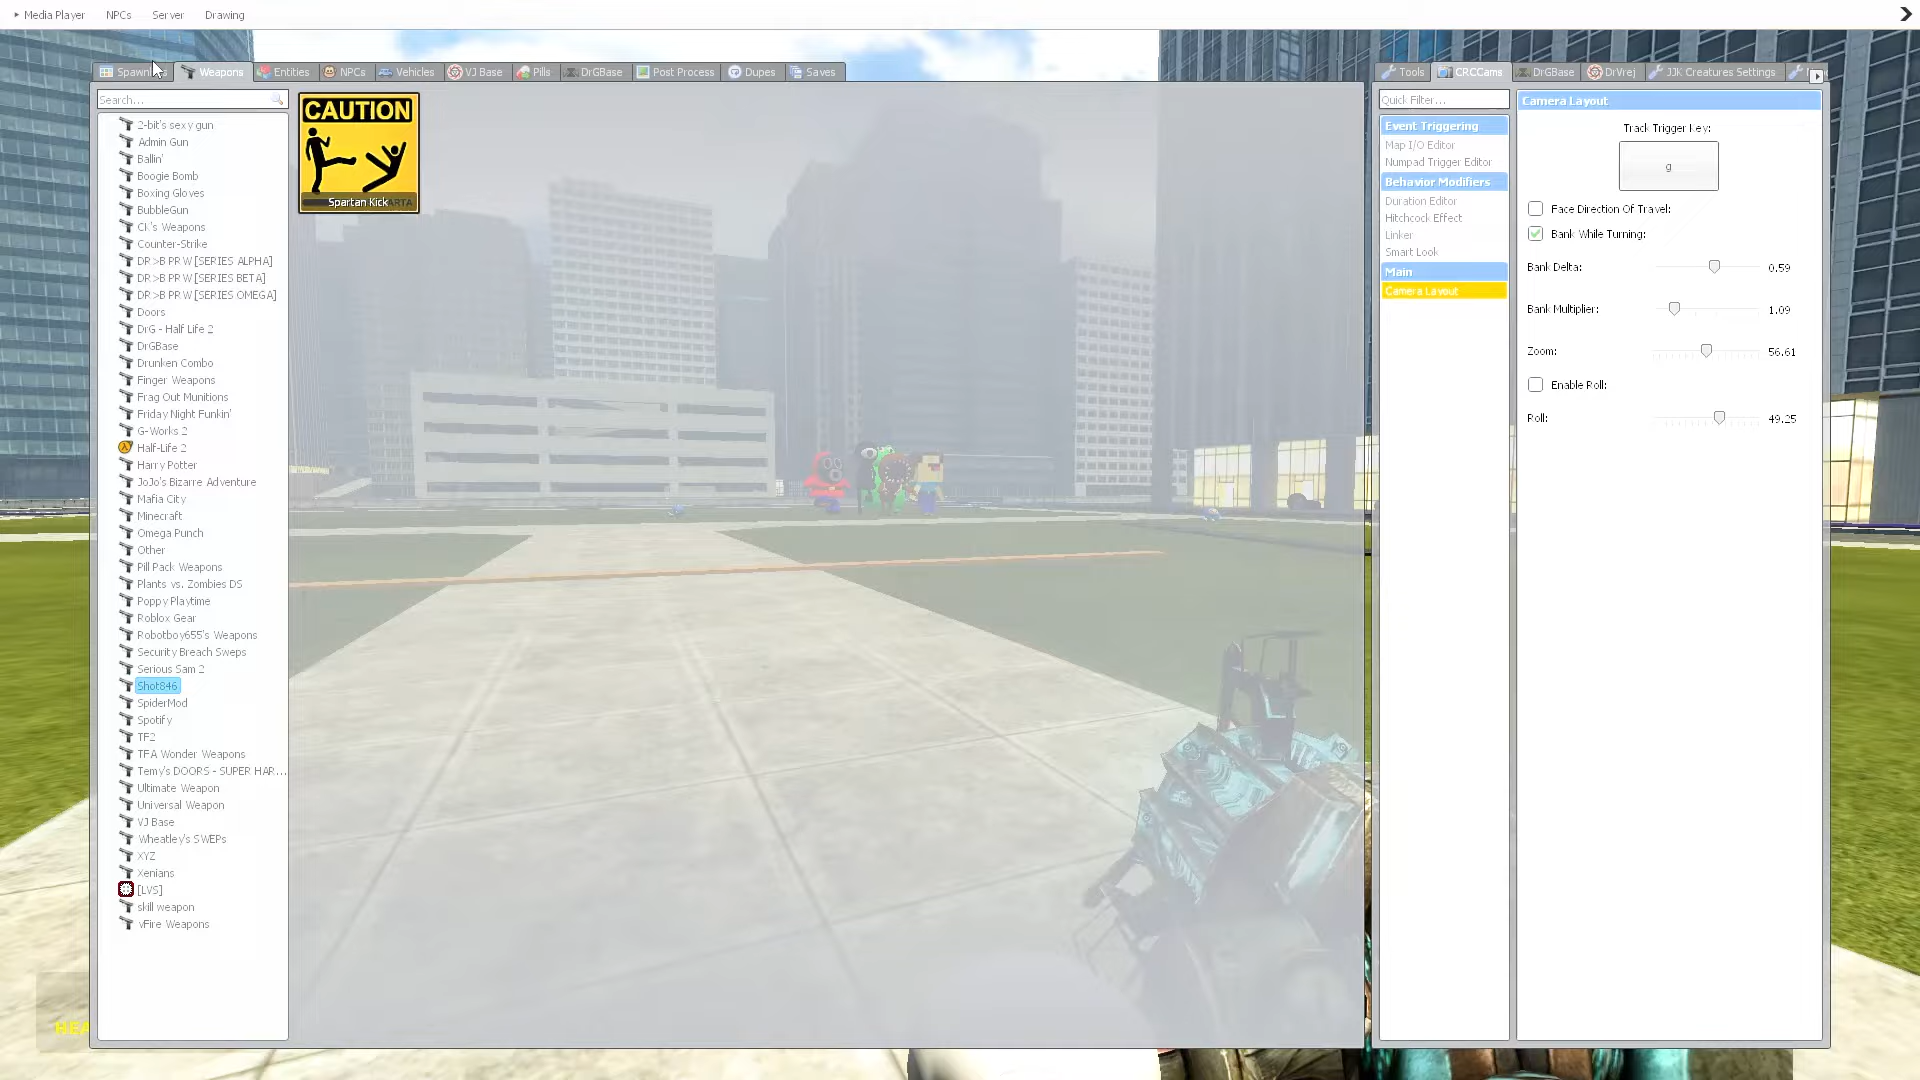 Media Player NPCs Server Drawing
Weapons Entities NPCs Vehicles VJ Base Pills DrGBase Post Process Dupes Saves
Tools CRCCams DrGBase DrVrej JJK Creatures Settings
Search...
2-bit's sexy gun
Admin Gun
Ballin'
Boogie Bomb
Boxing Gloves
BubbleGun
CK's Weapons
Counter-Strike
DR>B PRW [SERIES ALPHA]
DR>B PRW [SERIES BETA]
DR>B PRW [SERIES OMEGA]
Doors
DrG - Half Life 2
DrGBase
Drunken Combo
Finger Weapons
Frag Out Munitions
Friday Night Funkin'
G-Works 2
Half-Life 2
Harry Potter
JoJo's Bizarre Adventure
Mafia City
Minecraft
Omega Punch
Other
Pill Pack Weapons
Plants vs. Zombies DS
Poppy Playtime
Roblox Gear
Robotboy655's Weapons
Security Breach Sweps
Serious Sam 2
Shot846
SpiderMod
Spotify
TF2
TFA Wonder Weapons
Temy's DOORS - SUPER HAR...
Ultimate Weapon
Universal Weapon
VJ Base
Wheatley's SWEPs
XYZ
Xenians
[LVS]
skill weapon
vFire Weapons
CAUTION
Spartan Kick
Quick Filter...
Event Triggering
Map I/O Editor
Numpad Trigger Editor
Behavior Modifiers
Duration Editor
Hitchcock Effect
Linker
Smart Look
Main
Camera Layout
Camera Layout
Track Trigger Key:
g
Face Direction Of Travel:
Bank While Turning:
Bank Delta: 0.59
Bank Multiplier: 1.09
Zoom: 56.61
Enable Roll:
Roll: 49.25